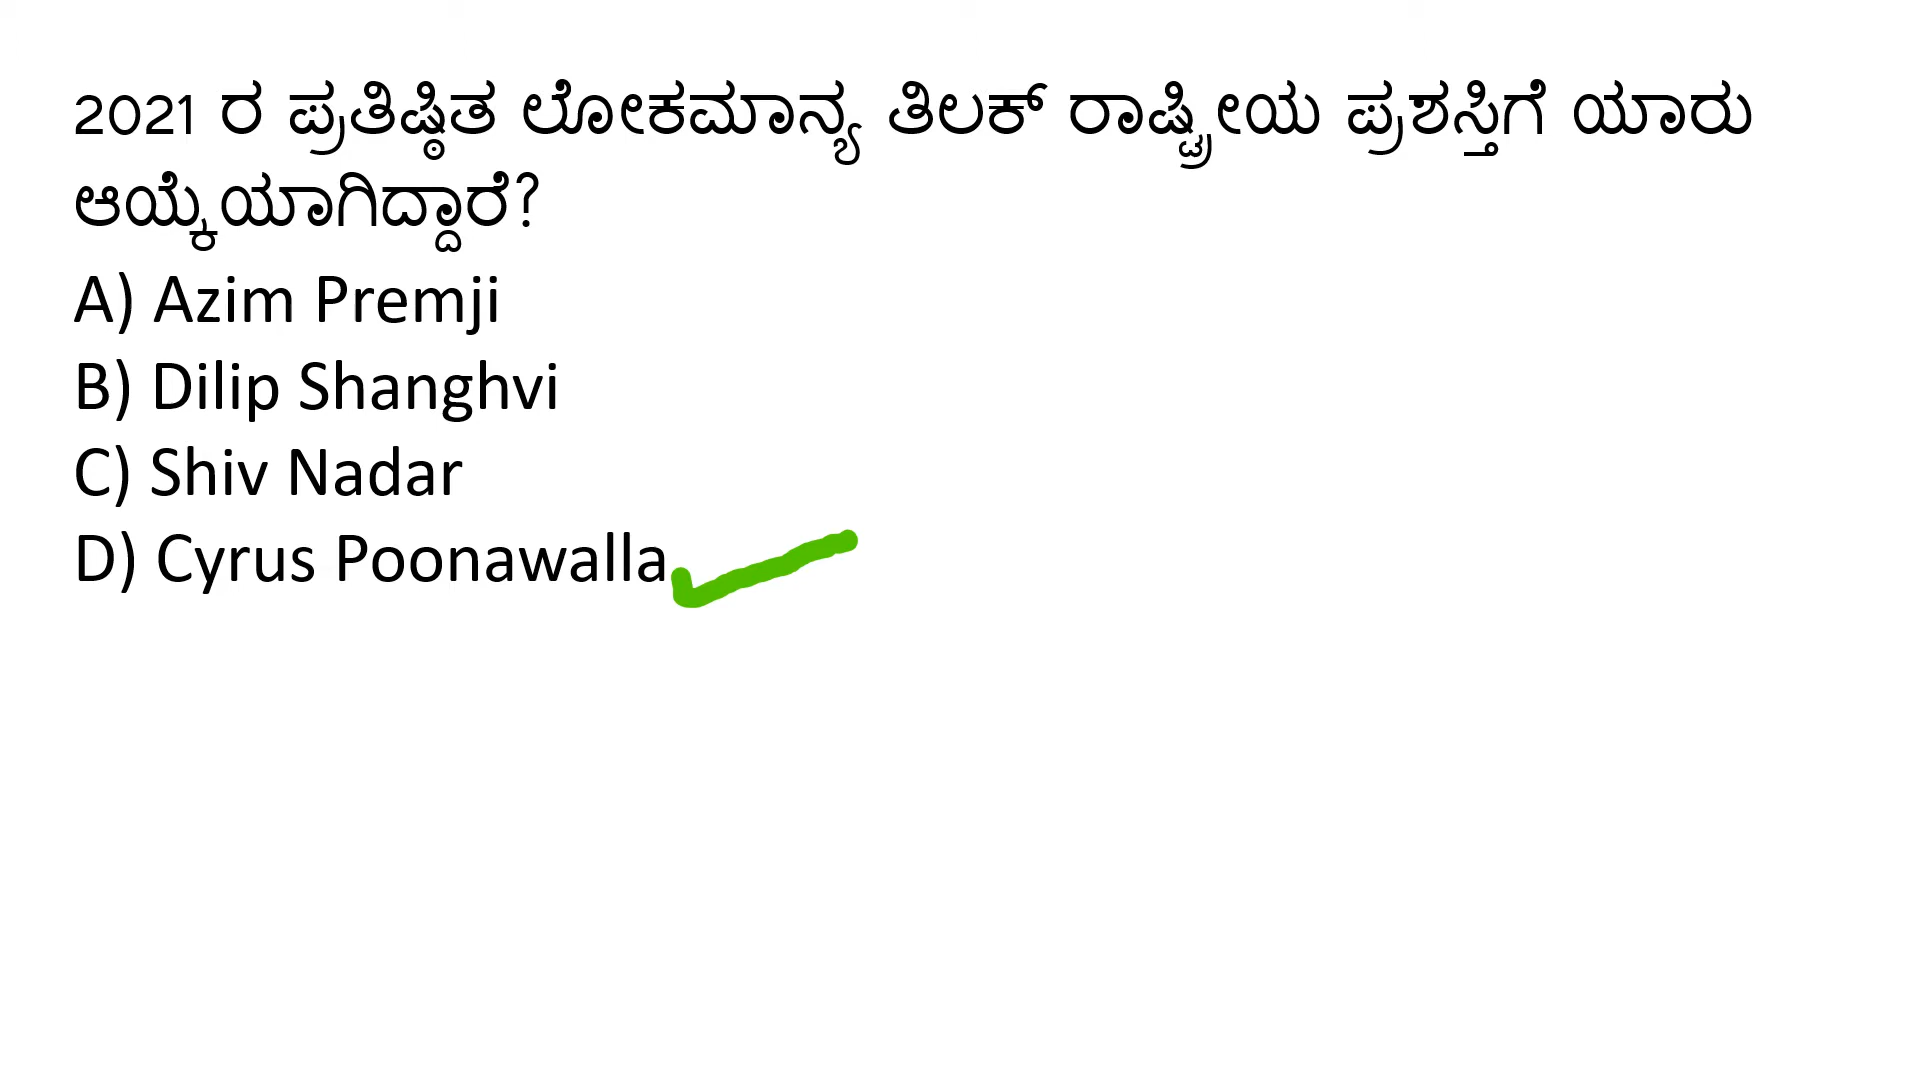 2021 ರ ಪ್ರತಿಷ್ಠಿತ ಲೋಕಮಾನ್ಯ ತಿಲಕ್ ರಾಷ್ಟ್ರೀಯ ಪ್ರಶಸ್ತಿಗೆ ಯಾರು
ಆಯ್ಕೆಯಾಗಿದ್ದಾರೆ?
A) Azim Premji
B) Dilip Shanghvi
C) Shiv Nadar
D) Cyrus Poonawalla